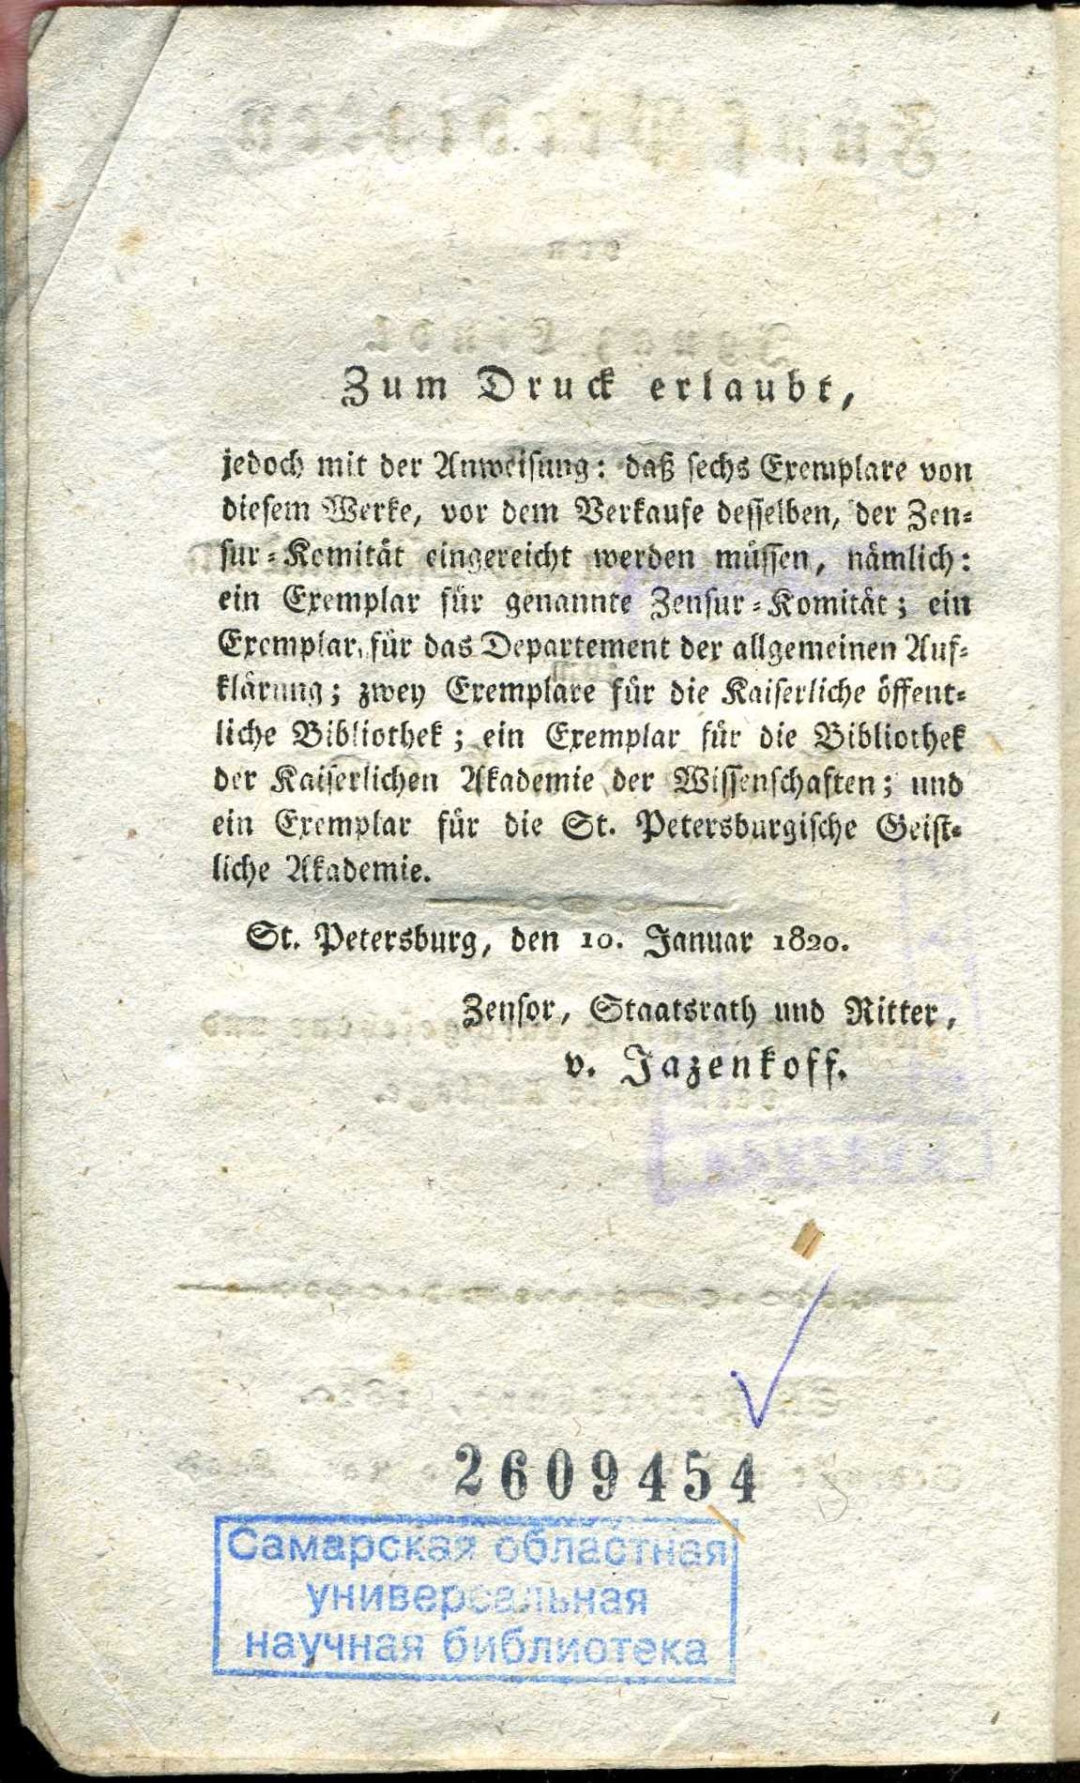 Zum Druck erlaubt,
jedoch mit der Anweisung: daß sechs Exemplare von
diesem Werke, vor dem Verkaufe desselben, der Zen=
sur=Komität eingereicht werden müssen, nämlich:
ein Exemplar für genannte Zensur=Komität; ein
Exemplar für das Departement der allgemeinen Auf=
klärung; zwey Exemplare für die Kaiserliche öffent=
liche Bibliothek; ein Exemplar für die Bibliothek
der Kaiserlichen Akademie der Wissenschaften; und
ein Exemplar für die St. Petersburgische Geist=
liche Akademie.
St. Petersburg, den 10. Januar 1820.
Zensor, Staatsrath und Ritter,
v. Jazenkoff.
2609454
Самарская областная
универсальная
научная библиотека